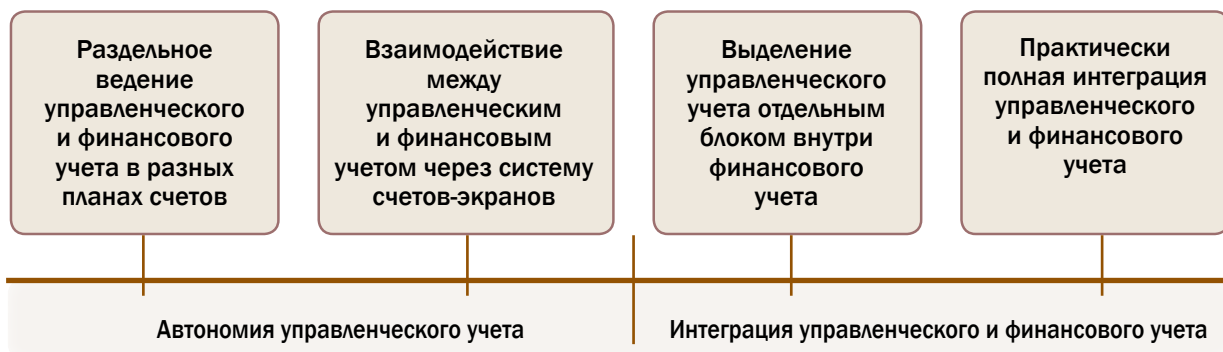 Раздельное
ведение
управленческого
и финансового
учета в разных
планах счетов
Взаимодействие
между
управленческим
и финансовым
учетом через систему
счетов-экранов
Выделение
управленческого
учета отдельным
блоком внутри
финансового
учета
Практически
полная интеграция
управленческого
и финансового
учета
Автономия управленческого учета
Интеграция управленческого и финансового учета